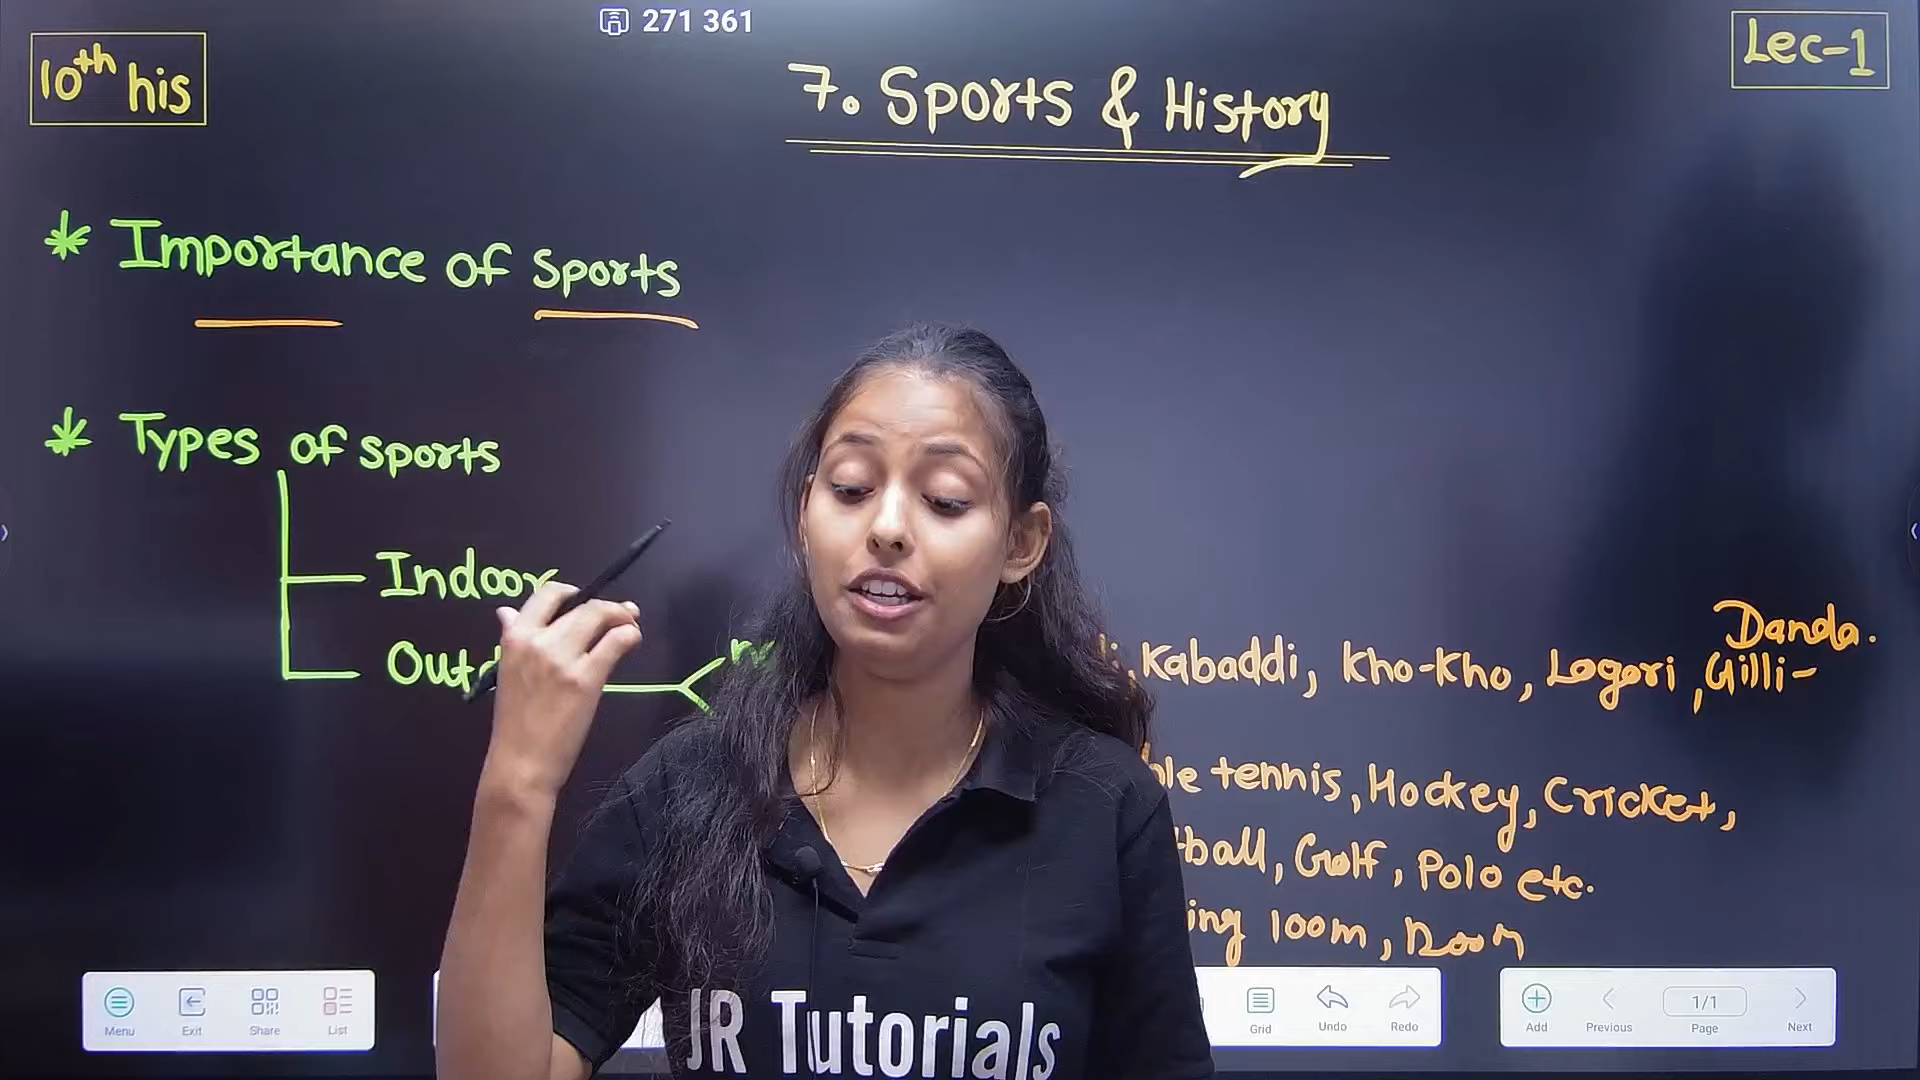 271 361
10th his
7. Sports & History
Lec-1
* Importance of Sports
* Types of sports
Indoor
Danda.
Kabaddi, Kho-Kho, Logori, Gilli-
tennis, Hockey, Cricket,
ball, Golf, Polo etc.
100m,
JR Tutorials
Menu Exit Share List
Grid Undo Redo
Add Previous 1/1 Page Next